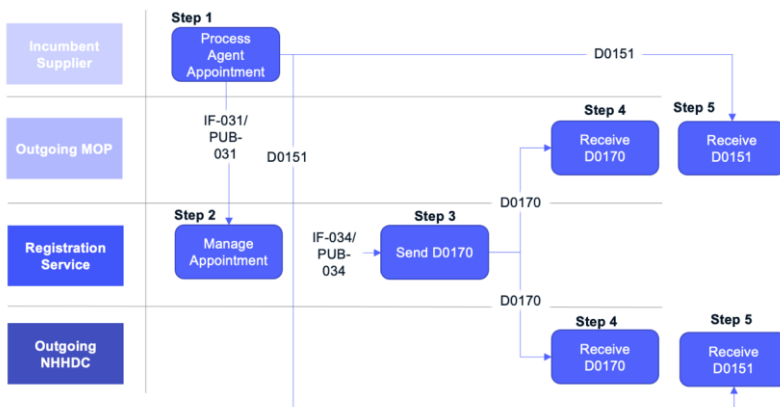 Step 1
Incumbent
Supplier
Process
Agent
Appointment
D0151
IF-031/
PUB-
031
D0151
Step 4
Step 5
Outgoing MOP
Receive
D0170
Receive
D0151
D0170
Step 2
Step 3
Registration
Service
Manage
Appointment
IF-034/
PUB-
034
Send D0170
D0170
Step 4
Step 5
Outgoing
NHHDC
Receive
D0170
Receive
D0151